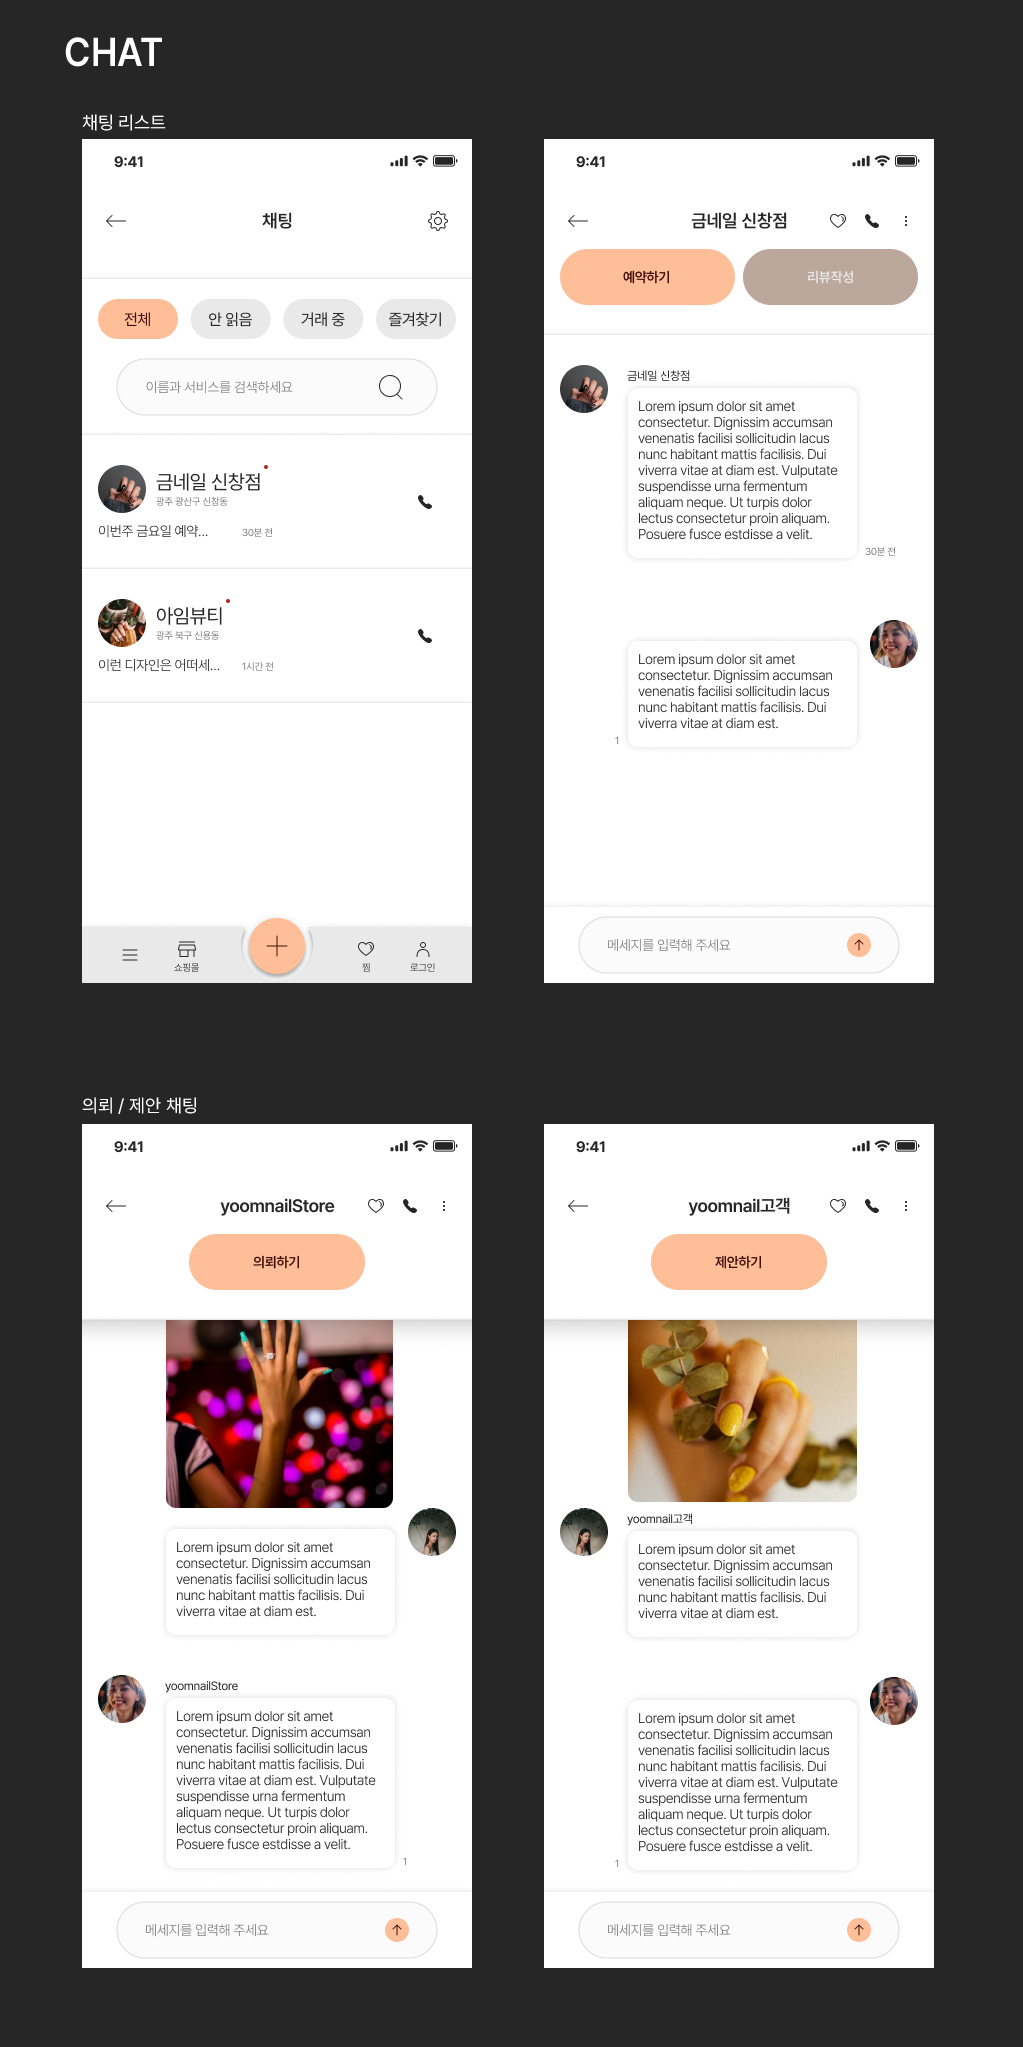 CHAT
채팅 리스트
9:41
채팅
전체
안 읽음
거래 중
즐겨찾기
이름과 서비스를 검색하세요
금네일 신창점
광주 광산구 신창동
이번주 금요일 예약...
30분 전
아임뷰티
광주 북구 신용동
이런 디자인은 어떠세...
1시간 전
쇼핑몰
찜
로그인
9:41
금네일 신창점
예약하기
리뷰작성
금네일 신창점
Lorem ipsum dolor sit amet
consectetur. Dignissim accumsan
venenatis facilisi sollicitudin lacus
nunc habitant mattis facilisis. Dui
viverra vitae at diam est. Vulputate
suspendisse urna fermentum
aliquam neque. Ut turpis dolor
lectus consectetur proin aliquam.
Posuere fusce estdisse a velit.
30분 전
Lorem ipsum dolor sit amet
consectetur. Dignissim accumsan
venenatis facilisi sollicitudin lacus
nunc habitant mattis facilisis. Dui
viverra vitae at diam est.
1
메세지를 입력해 주세요
의뢰 / 제안 채팅
9:41
yoomnailStore
의뢰하기
Lorem ipsum dolor sit amet
consectetur. Dignissim accumsan
venenatis facilisi sollicitudin lacus
nunc habitant mattis facilisis. Dui
viverra vitae at diam est.
yoomnailStore
Lorem ipsum dolor sit amet
consectetur. Dignissim accumsan
venenatis facilisi sollicitudin lacus
nunc habitant mattis facilisis. Dui
viverra vitae at diam est. Vulputate
suspendisse urna fermentum
aliquam neque. Ut turpis dolor
lectus consectetur proin aliquam.
Posuere fusce estdisse a velit.
1
메세지를 입력해 주세요
9:41
yoomnail고객
제안하기
yoomnail고객
Lorem ipsum dolor sit amet
consectetur. Dignissim accumsan
venenatis facilisi sollicitudin lacus
nunc habitant mattis facilisis. Dui
viverra vitae at diam est.
Lorem ipsum dolor sit amet
consectetur. Dignissim accumsan
venenatis facilisi sollicitudin lacus
nunc habitant mattis facilisis. Dui
viverra vitae at diam est. Vulputate
suspendisse urna fermentum
aliquam neque. Ut turpis dolor
lectus consectetur proin aliquam.
Posuere fusce estdisse a velit.
1
메세지를 입력해 주세요